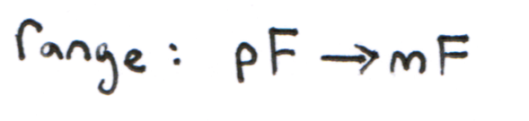 range: pF → mF